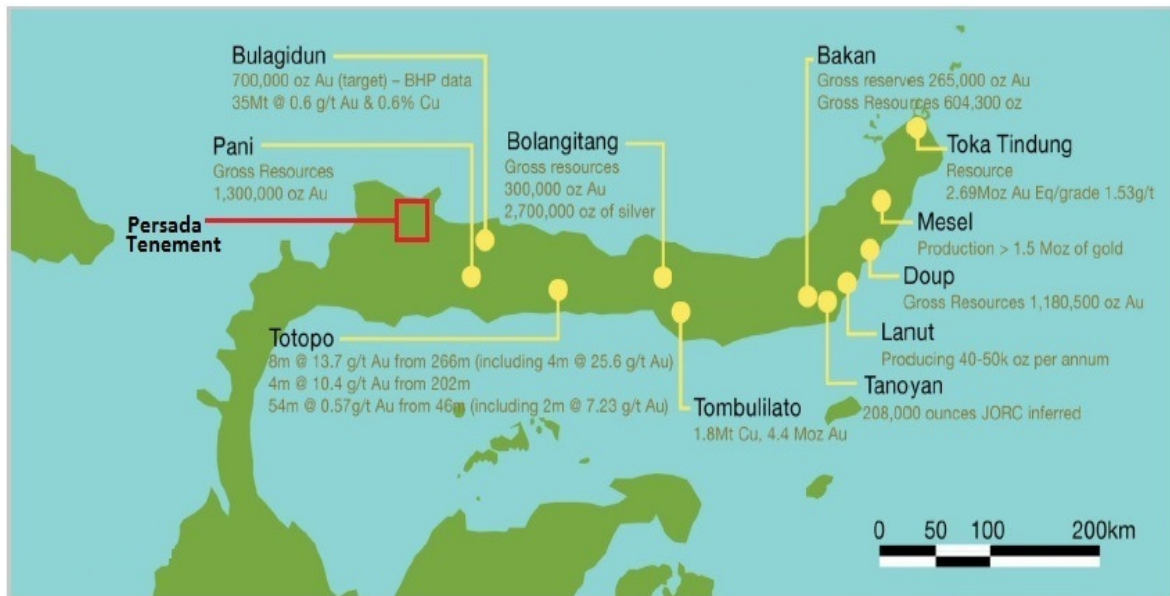 Bulagidun
700,000 oz Au (target) – BHP data
35Mt @ 0.6 g/t Au & 0.6% Cu
Pani
Gross Resources
1,300,000 oz Au
Persada
Tenement
Bolangitang
Gross resources
300,000 oz Au
2,700,000 oz of silver
Bakan
Gross reserves 265,000 oz Au
Gross Resources 604,300 oz
Toka Tindung
Resource
2.69Moz Au Eq/grade 1.53g/t
Mesel
Production > 1.5 Moz of gold
Doup
Gross Resources 1,180,500 oz Au
Lanut
Producing 40-50k oz per annum
Tanoyan
208,000 ounces JORC inferred
Totopo
8m @ 13.7 g/t Au from 266m (including 4m @ 25.6 g/t Au)
4m @ 10.4 g/t Au from 202m
54m @ 0.57g/t Au from 46m (including 2m @ 7.23 g/t Au)
Tombulilato
1.8Mt Cu, 4.4 Moz Au
0 50 100 200km